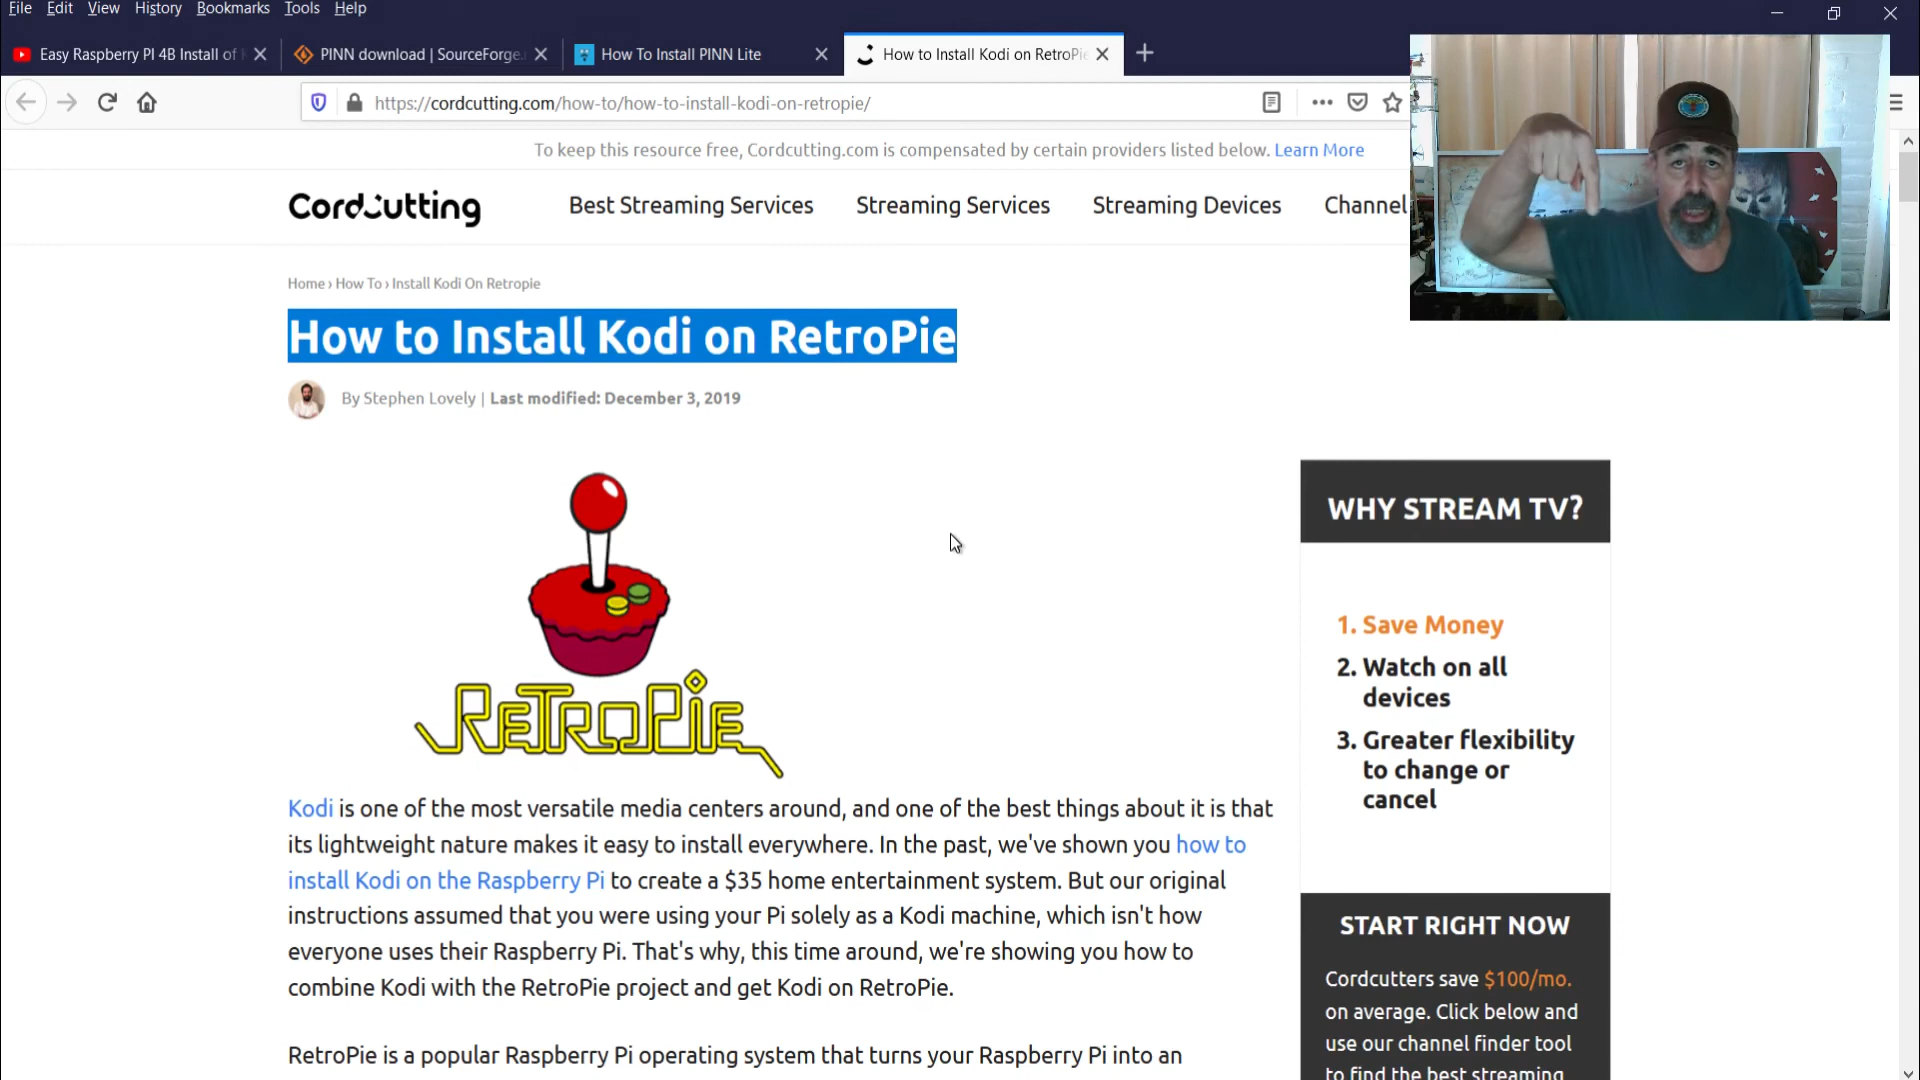 File Edit View History Bookmarks Tools Help
Easy Raspberry PI 4B Install of
PINN download | SourceForge.
How To Install PINN Lite
How to Install Kodi on RetroPie
https://cordcutting.com/how-to/how-to-install-kodi-on-retropie/
To keep this resource free, Cordcutting.com is compensated by certain providers listed below. Learn More
Cordcutting
Best Streaming Services Streaming Services Streaming Devices Channel
Home › How To › Install Kodi On Retropie
How to Install Kodi on RetroPie
By Stephen Lovely | Last modified: December 3, 2019
RETROPIE
Kodi is one of the most versatile media centers around, and one of the best things about it is that
its lightweight nature makes it easy to install everywhere. In the past, we've shown you how to
install Kodi on the Raspberry Pi to create a $35 home entertainment system. But our original
instructions assumed that you were using your Pi solely as a Kodi machine, which isn't how
everyone uses their Raspberry Pi. That's why, this time around, we're showing you how to
combine Kodi with the RetroPie project and get Kodi on RetroPie.
RetroPie is a popular Raspberry Pi operating system that turns your Raspberry Pi into an
WHY STREAM TV?
1. Save Money
2. Watch on all
devices
3. Greater flexibility
to change or
cancel
START RIGHT NOW
Cordcutters save $100/mo.
on average. Click below and
use our channel finder tool
to find the best streaming